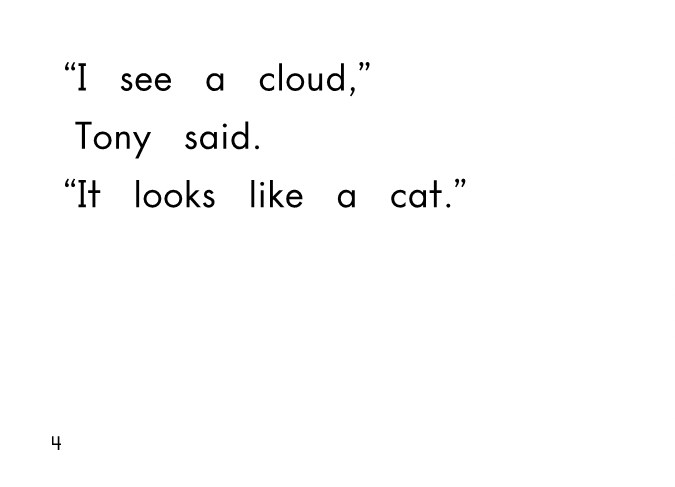 “I see a cloud,”
Tony said.
“It looks like a cat.”
4